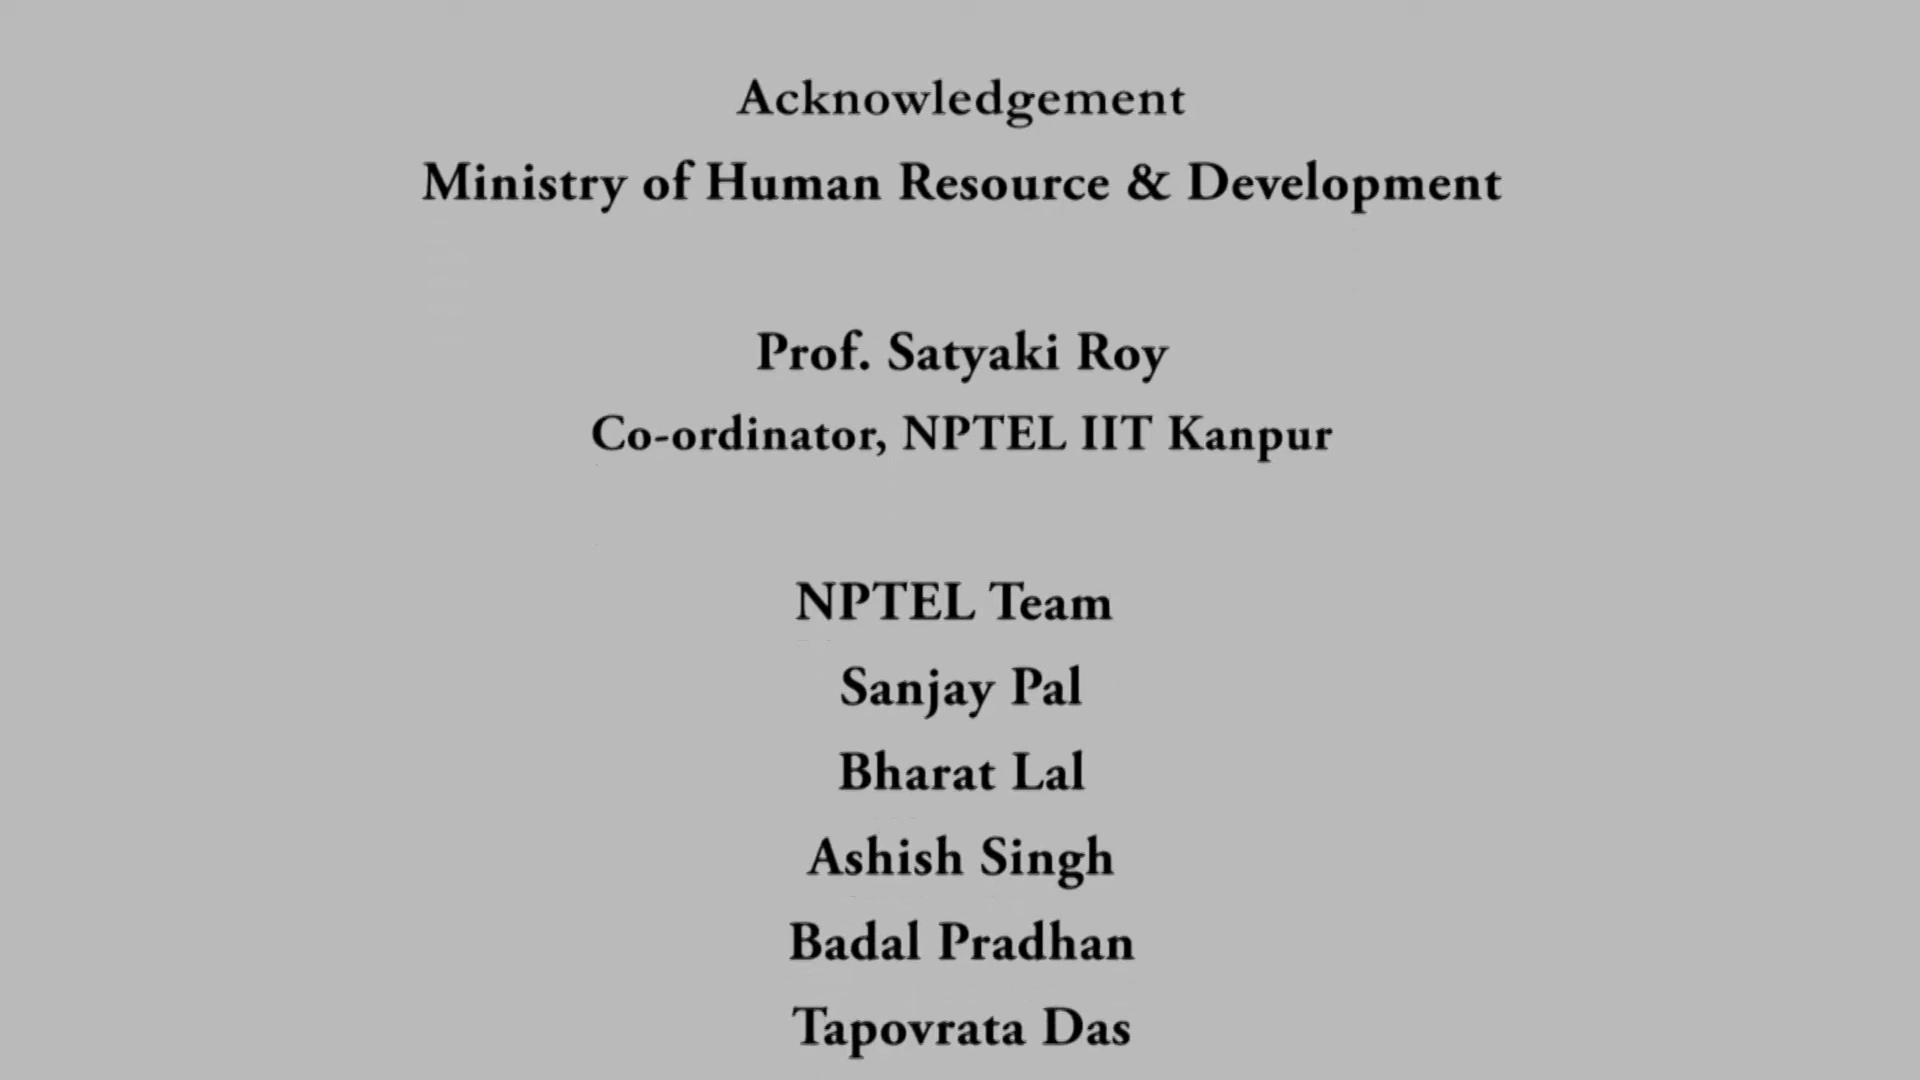 Acknowledgement
Ministry of Human Resource & Development
Prof. Satyaki Roy
Co-ordinator, NPTEL IIT Kanpur
NPTEL Team
Sanjay Pal
Bharat Lal
Ashish Singh
Badal Pradhan
Tapovrata Das